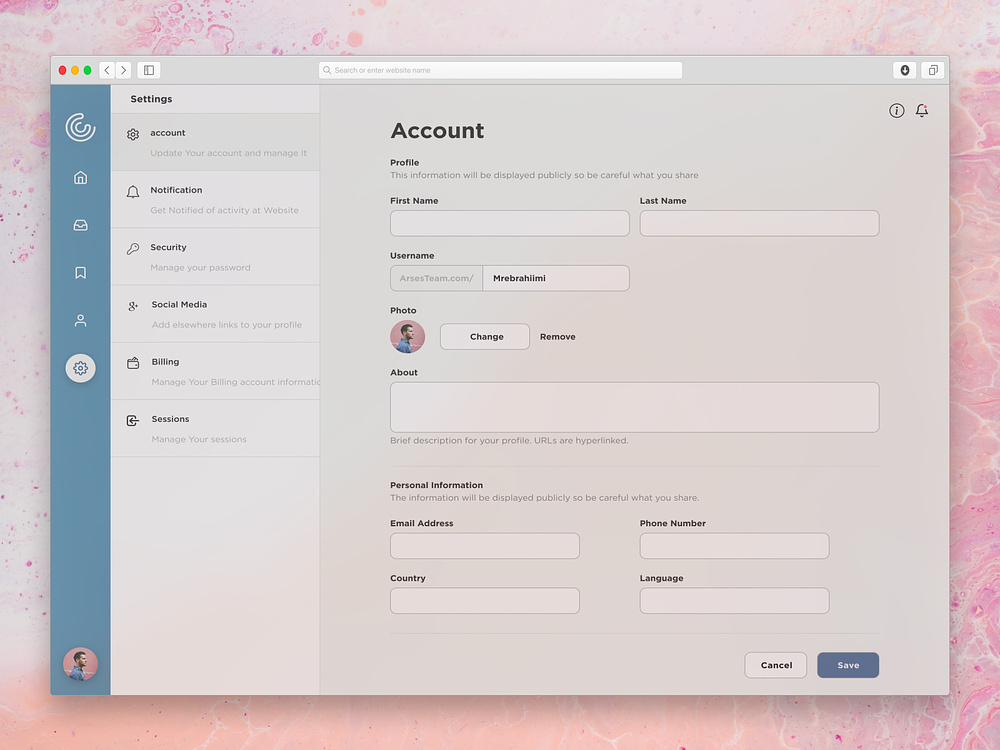 Search or enter website name
Settings
account
Update Your account and manage It
Notification
Get Notified of activity at Website
Security
Manage your password
g+
Social Media
Add elsewhere links to your profile
Billing
Manage Your Billing account informatio
Sessions
Manage Your sessions
Account
Profile
This information will be displayed publicly so be careful what you share
First Name
Last Name
Username
ArsesTeam.com/
Mrebrahiimi
Photo
Change
Remove
About
Brief description for your profile. URLs are hyperlinked.
Personal Information
The information will be displayed publicly so be careful what you share.
Email Address
Phone Number
Country
Language
Cancel
Save